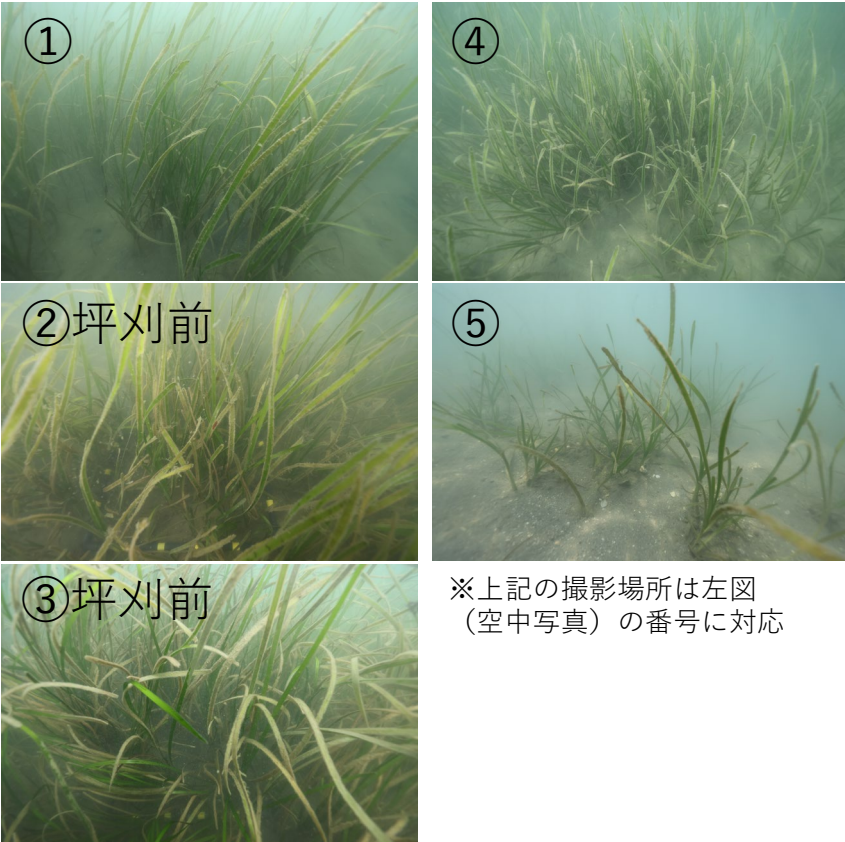 ①
④
②坪刈前
⑤
③坪刈前
※上記の撮影場所は左図
（空中写真）の番号に対応